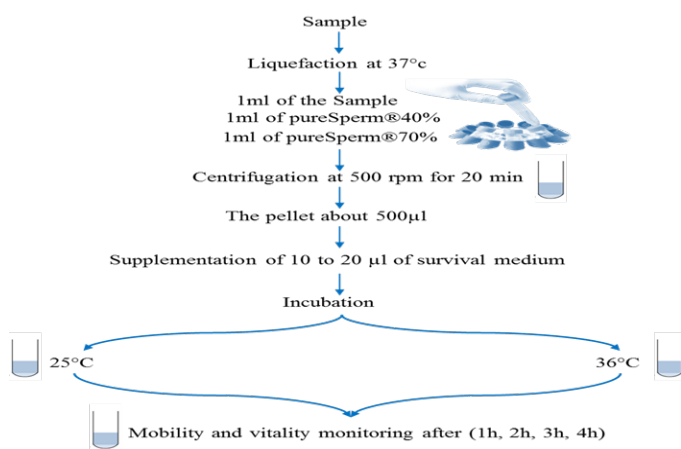 Sample
Liquefaction at 37°c
1ml of the Sample
1ml of pureSperm®40%
1ml of pureSperm®70%
Centrifugation at 500 rpm for 20 min
The pellet about 500µl
Supplementation of 10 to 20 µl of survival medium
Incubation
25°C
36°C
Mobility and vitality monitoring after (1h, 2h, 3h, 4h)